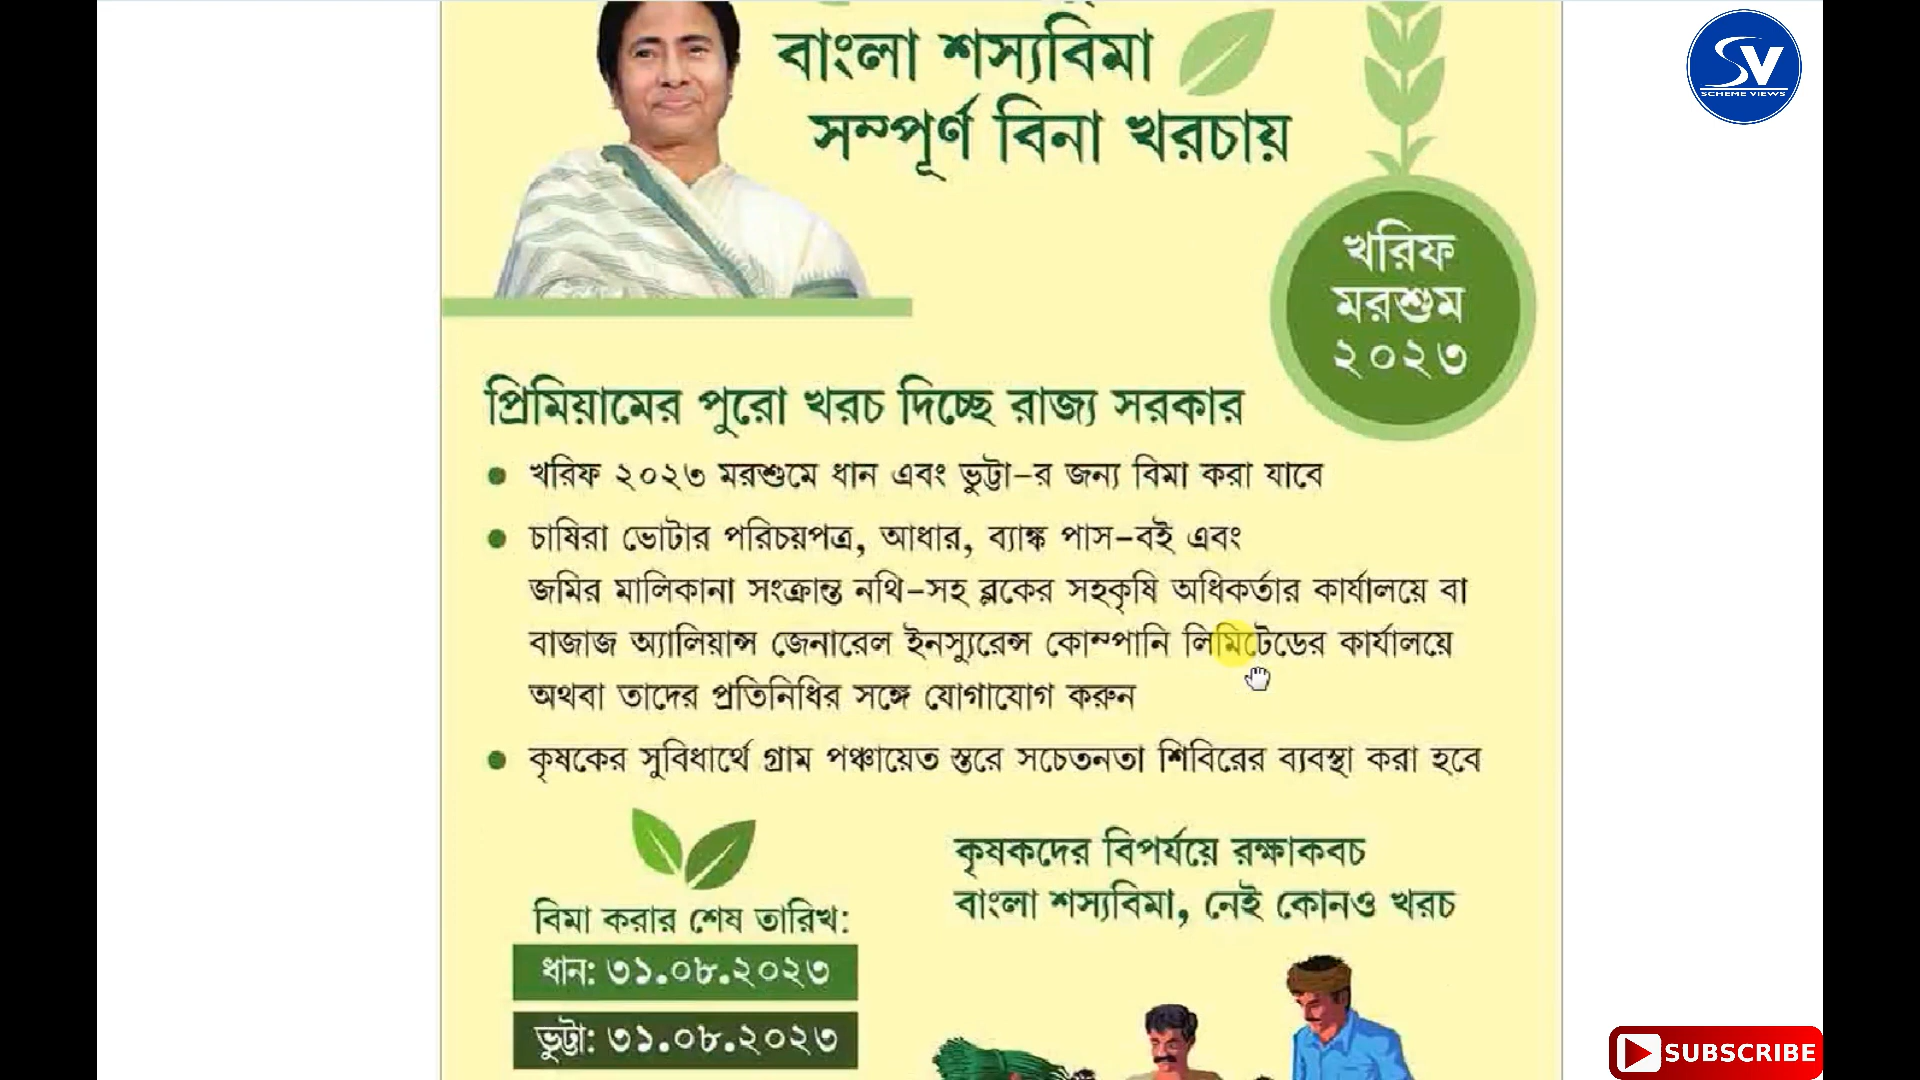 বাংলা শস্যবিমা
সম্পূর্ণ বিনা খরচায়
SV
SCHEME VIEWS
খরিফ
মরশুম
২০২৩
প্রিমিয়ামের পুরো খরচ দিচ্ছে রাজ্য সরকার
খরিফ ২০২৩ মরশুমে ধান এবং ভুট্টা-র জন্য বিমা করা যাবে
চাষিরা ভোটার পরিচয়পত্র, আধার, ব্যাঙ্ক পাস-বই এবং
জমির মালিকানা সংক্রান্ত নথি-সহ ব্লকের সহকৃষি অধিকর্তার কার্যালয়ে বা
বাজাজ অ্যালিয়ান্স জেনারেল ইনস্যুরেন্স কোম্পানি লিমিটেডের কার্যালয়ে
অথবা তাদের প্রতিনিধির সঙ্গে যোগাযোগ করুন
কৃষকের সুবিধার্থে গ্রাম পঞ্চায়েত স্তরে সচেতনতা শিবিরের ব্যবস্থা করা হবে
বিমা করার শেষ তারিখ:
ধান: ৩১.০৮.২০২৩
ভুট্টা: ৩১.০৮.২০২৩
কৃষকদের বিপর্যয়ে রক্ষাকবচ
বাংলা শস্যবিমা, নেই কোনও খরচ
SUBSCRIBE